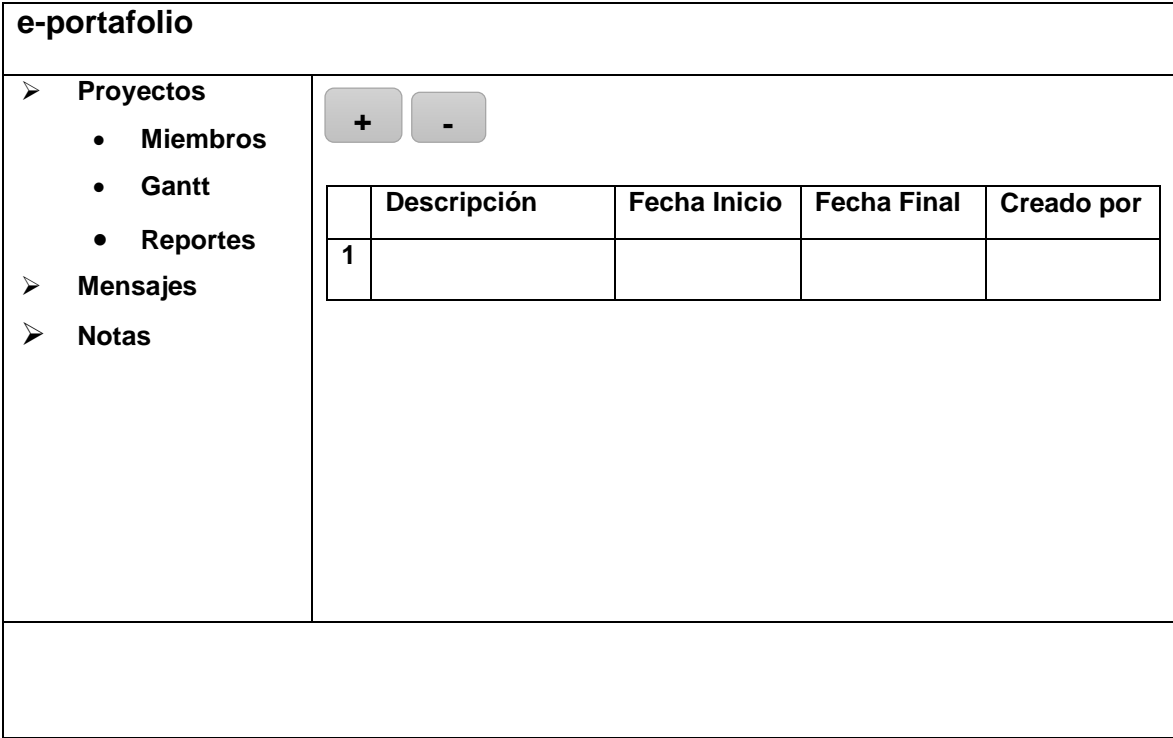 e-portafolio
Proyectos
Miembros
Gantt
Reportes
Mensajes
Notas
+ -
Descripción Fecha Inicio Fecha Final Creado por
1